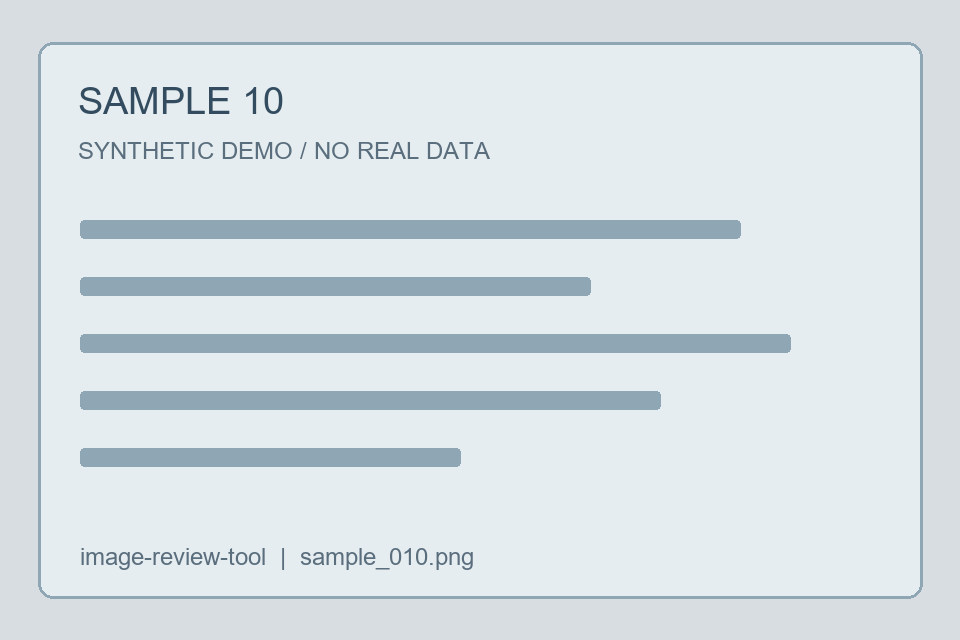 SAMPLE 10
SYNTHETIC DEMO / NO REAL DATA
image-review-tool | sample_010.png